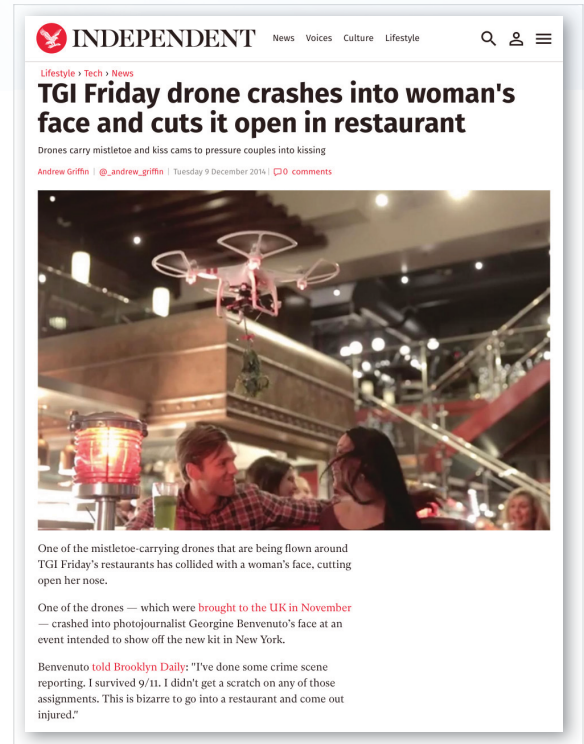 INDEPENDENT
News Voices Culture Lifestyle
Lifestyle › Tech › News
TGI Friday drone crashes into woman's
face and cuts it open in restaurant
Drones carry mistletoe and kiss cams to pressure couples into kissing
Andrew Griffin | @_andrew_griffin | Tuesday 9 December 2014 | 0 comments
One of the mistletoe-carrying drones that are being flown around
TGI Friday’s restaurants has collided with a woman’s face, cutting
open her nose.
One of the drones — which were brought to the UK in November
— crashed into photojournalist Georgine Benvenuto’s face at an
event intended to show off the new kit in New York.
Benvenuto told Brooklyn Daily: "I’ve done some crime scene
reporting. I survived 9/11. I didn’t get a scratch on any of those
assignments. This is bizarre to go into a restaurant and come out
injured."